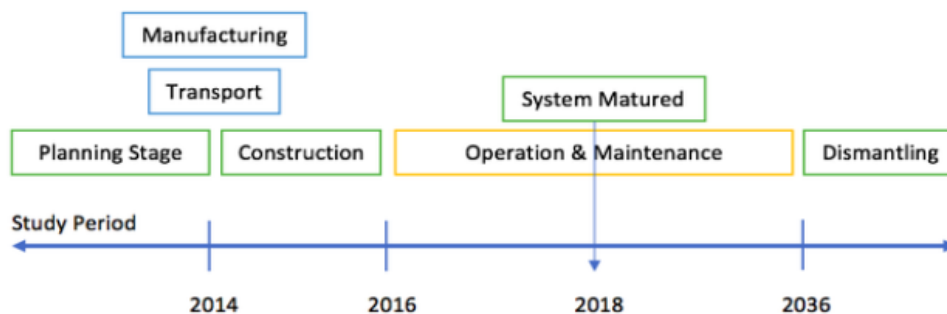 Manufacturing
Transport
System Matured
Planning Stage
Construction
Operation & Maintenance
Dismantling
Study Period
2014
2016
2018
2036